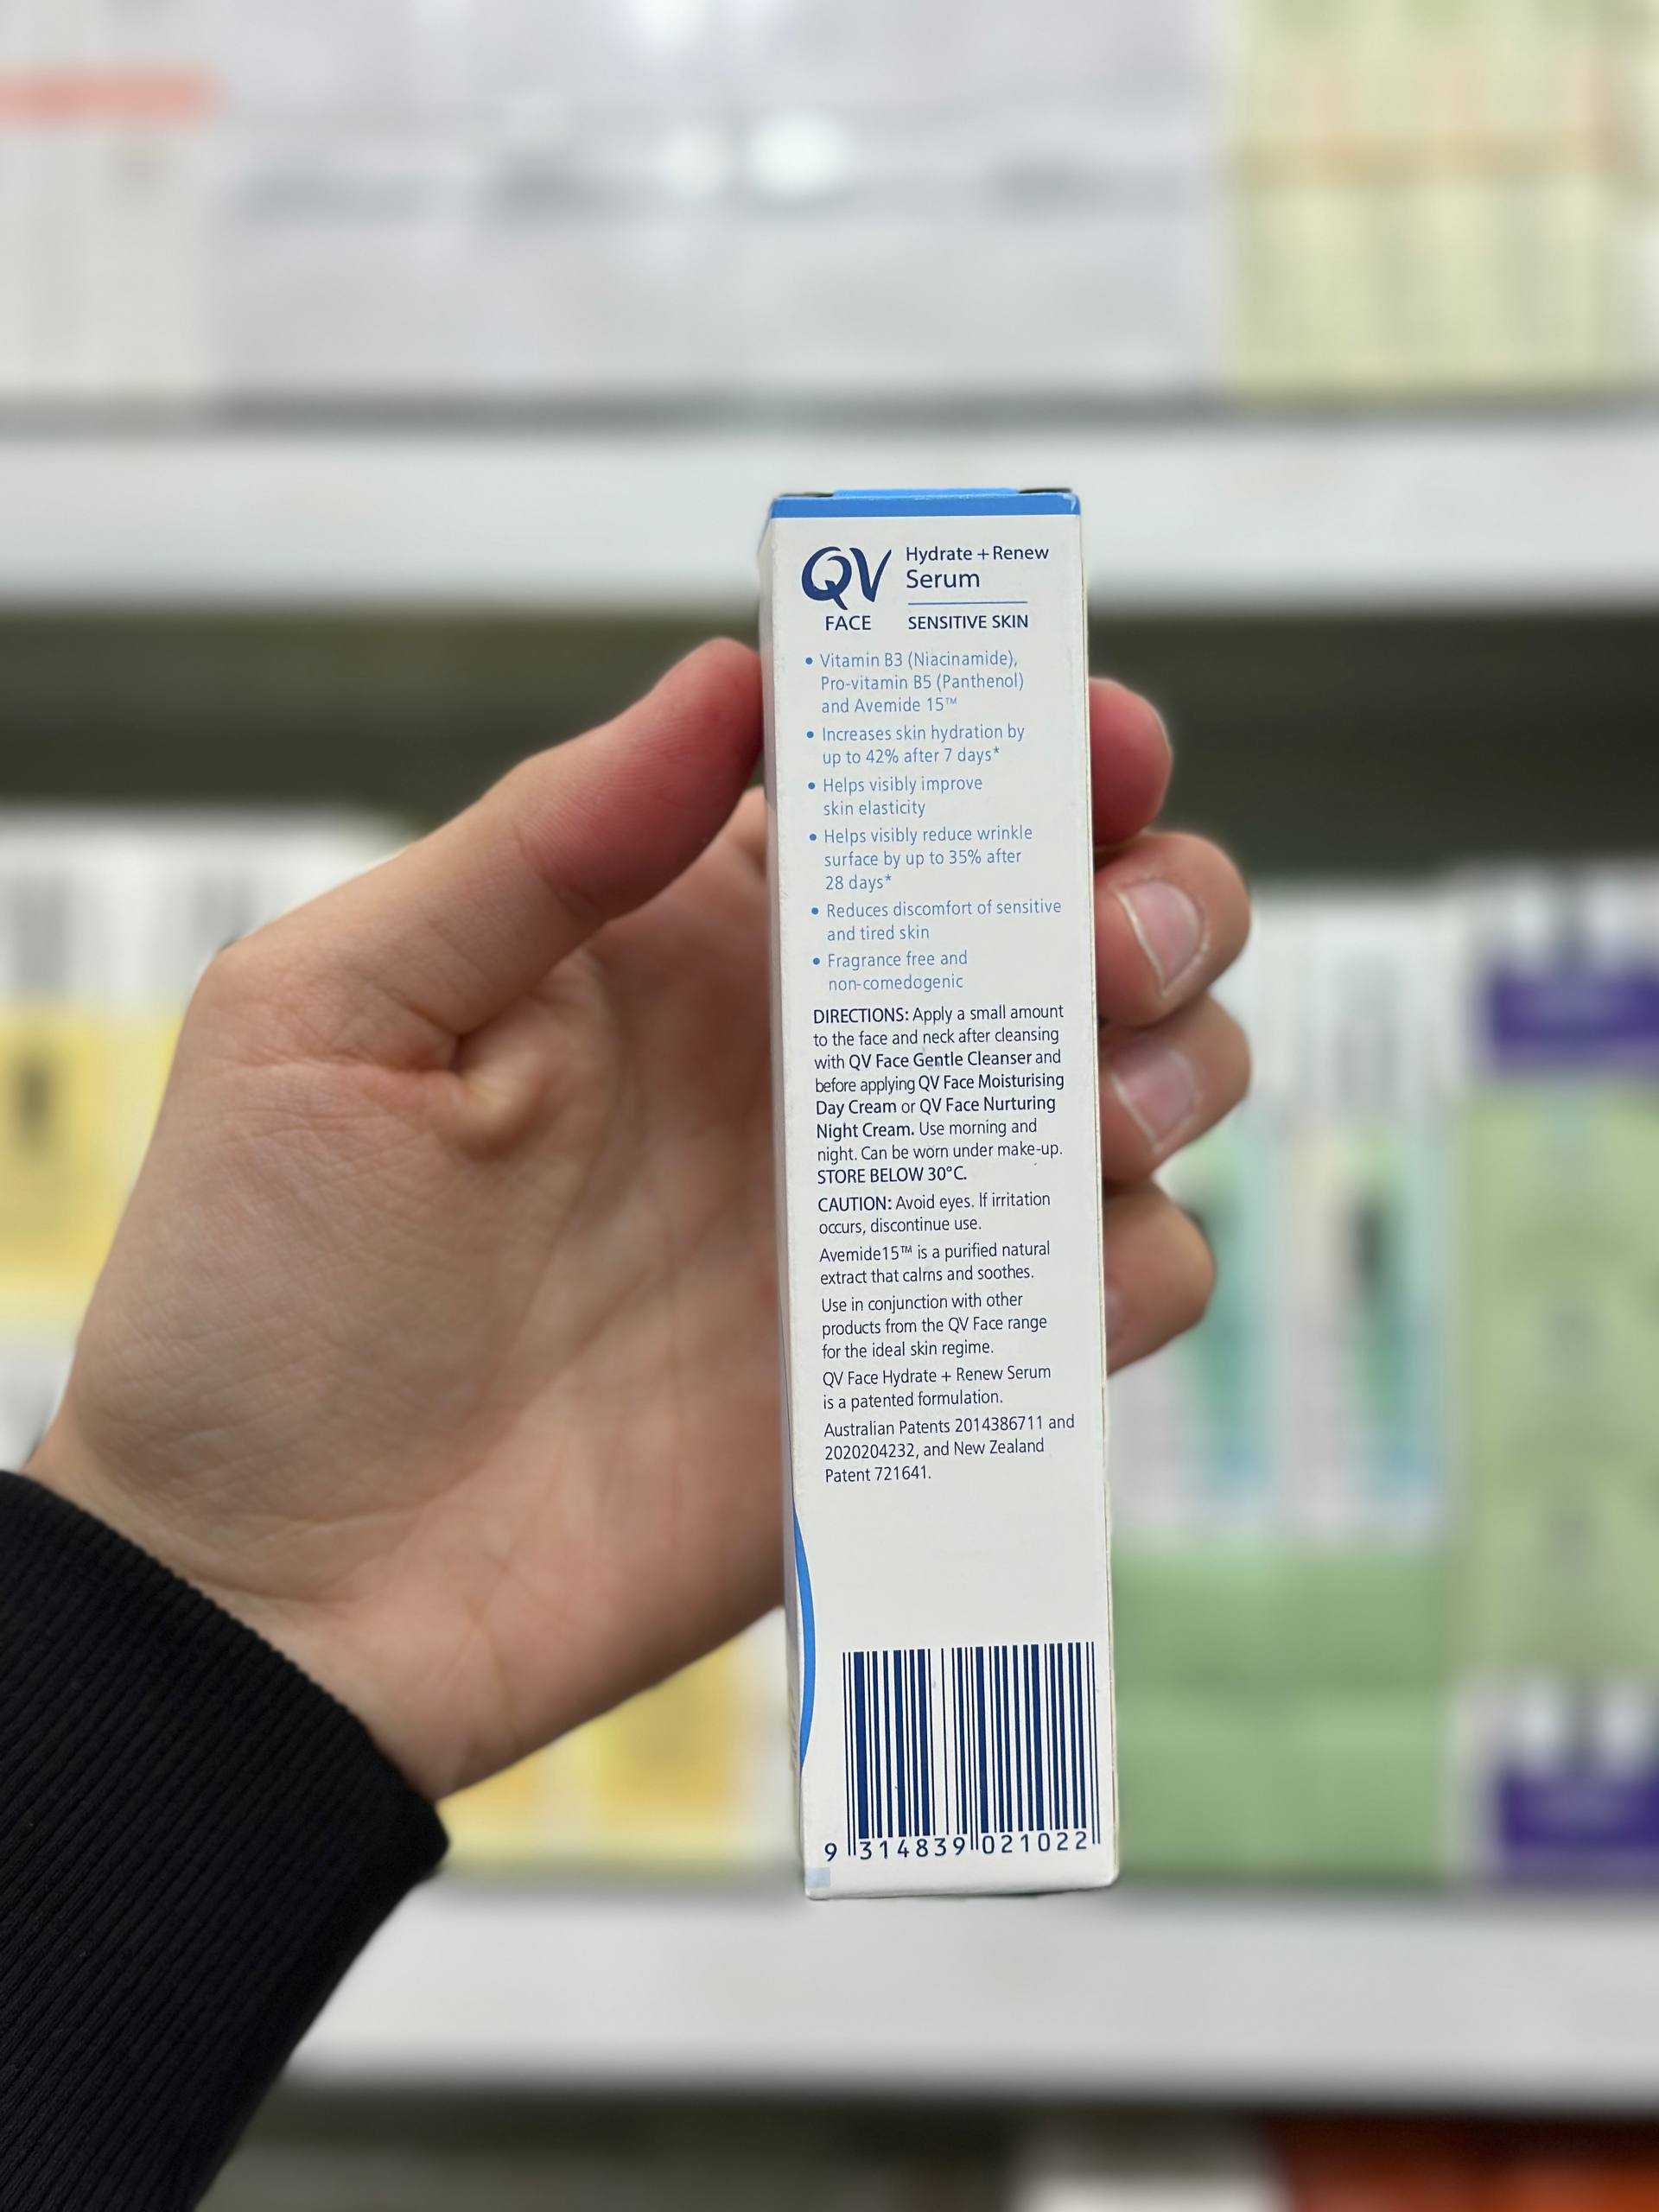 QV
FACE
Hydrate + Renew
Serum
SENSITIVE SKIN
• Vitamin B3 (Niacinamide),
Pro-vitamin B5 (Panthenol)
and Avemide 15™
• Increases skin hydration by
up to 42% after 7 days*
• Helps visibly improve
skin elasticity
• Helps visibly reduce wrinkle
surface by up to 35% after
28 days*
• Reduces discomfort of sensitive
and tired skin
• Fragrance free and
non-comedogenic
DIRECTIONS: Apply a small amount
to the face and neck after cleansing
with QV Face Gentle Cleanser and
before applying QV Face Moisturising
Day Cream or QV Face Nurturing
Night Cream. Use morning and
night. Can be worn under make-up.
STORE BELOW 30°C.
CAUTION: Avoid eyes. If irritation
occurs, discontinue use.
Avemide15™ is a purified natural
extract that calms and soothes.
Use in conjunction with other
products from the QV Face range
for the ideal skin regime.
QV Face Hydrate + Renew Serum
is a patented formulation.
Australian Patents 2014386711 and
2020204232, and New Zealand
Patent 721641.
9 314839 021022